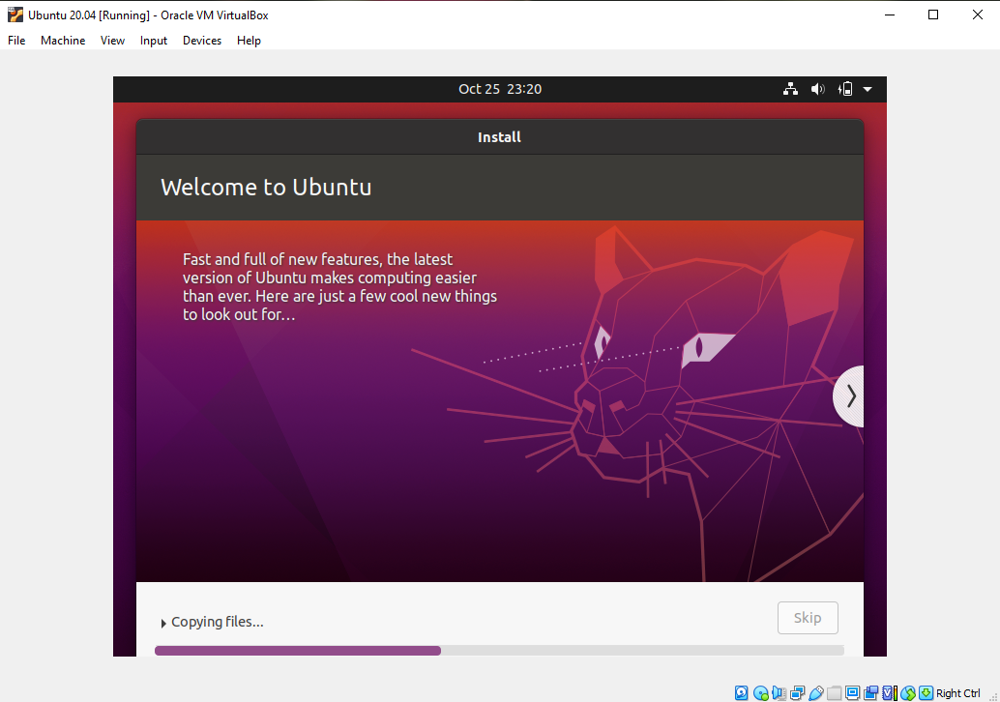 Ubuntu 20.04 [Running] - Oracle VM VirtualBox
File Machine View Input Devices Help
Oct 25 23:20
Install
Welcome to Ubuntu
Fast and full of new features, the latest
version of Ubuntu makes computing easier
than ever. Here are just a few cool new things
to look out for…
Copying files...
Skip
Right Ctrl